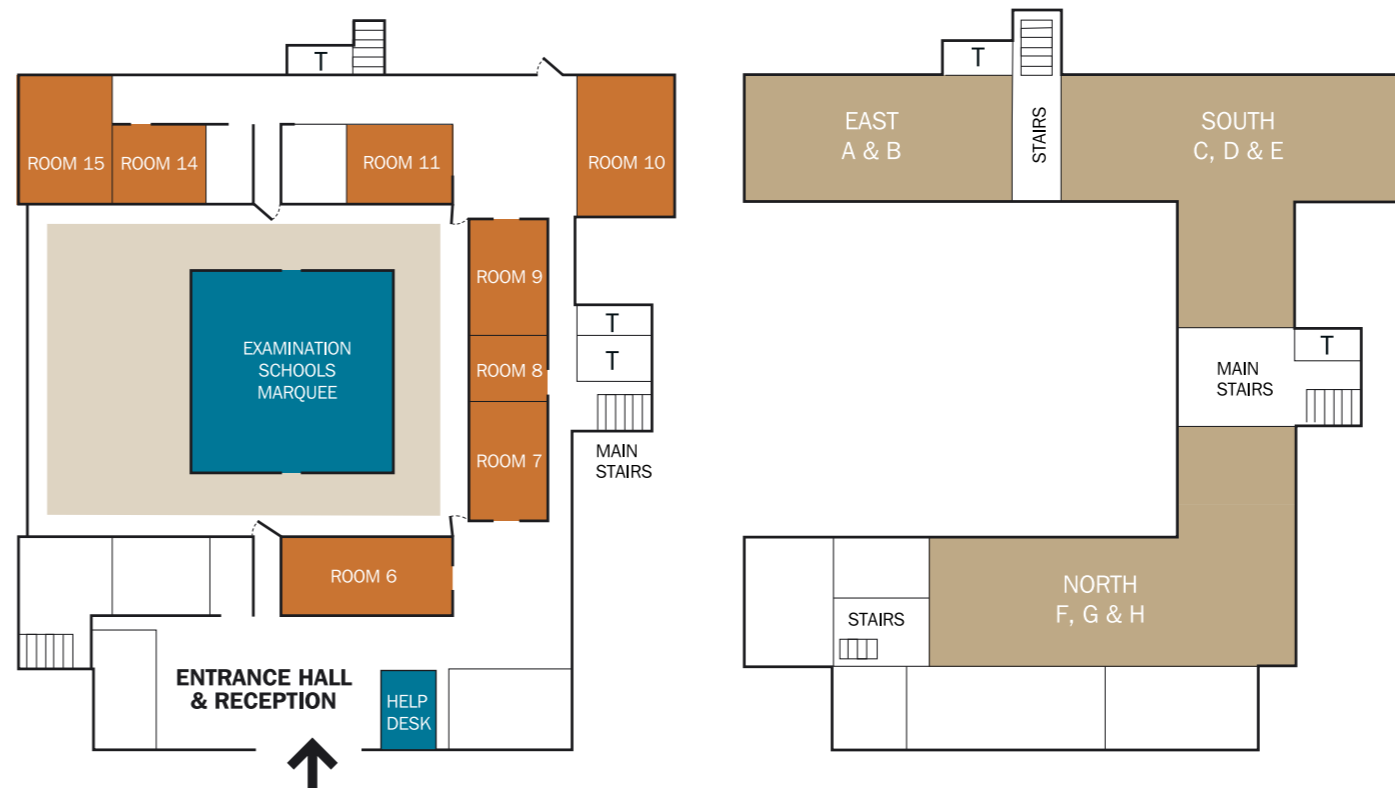 T
ROOM 15
ROOM 14
ROOM 11
ROOM 10
ROOM 9
T
EXAMINATION
SCHOOLS
MARQUEE
T
ROOM 8
ROOM 7
MAIN
STAIRS
ROOM 6
ENTRANCE HALL
& RECEPTION
HELP
DESK
T
EAST
A & B
STAIRS
SOUTH
C, D & E
T
MAIN
STAIRS
NORTH
F, G & H
STAIRS